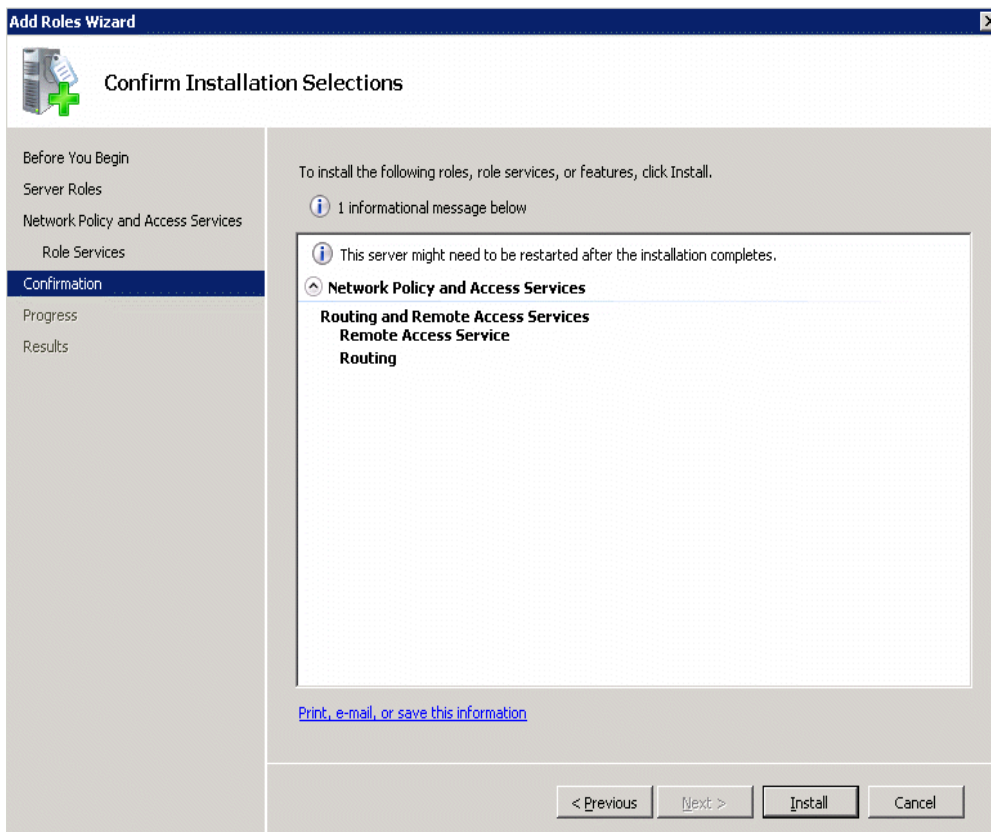 Add Roles Wizard
Confirm Installation Selections
Before You Begin
Server Roles
Network Policy and Access Services
Role Services
Confirmation
Progress
Results
To install the following roles, role services, or features, click Install.
1 informational message below
This server might need to be restarted after the installation completes.
Network Policy and Access Services
Routing and Remote Access Services
Remote Access Service
Routing
Print, e-mail, or save this information
< Previous
Next >
Install
Cancel